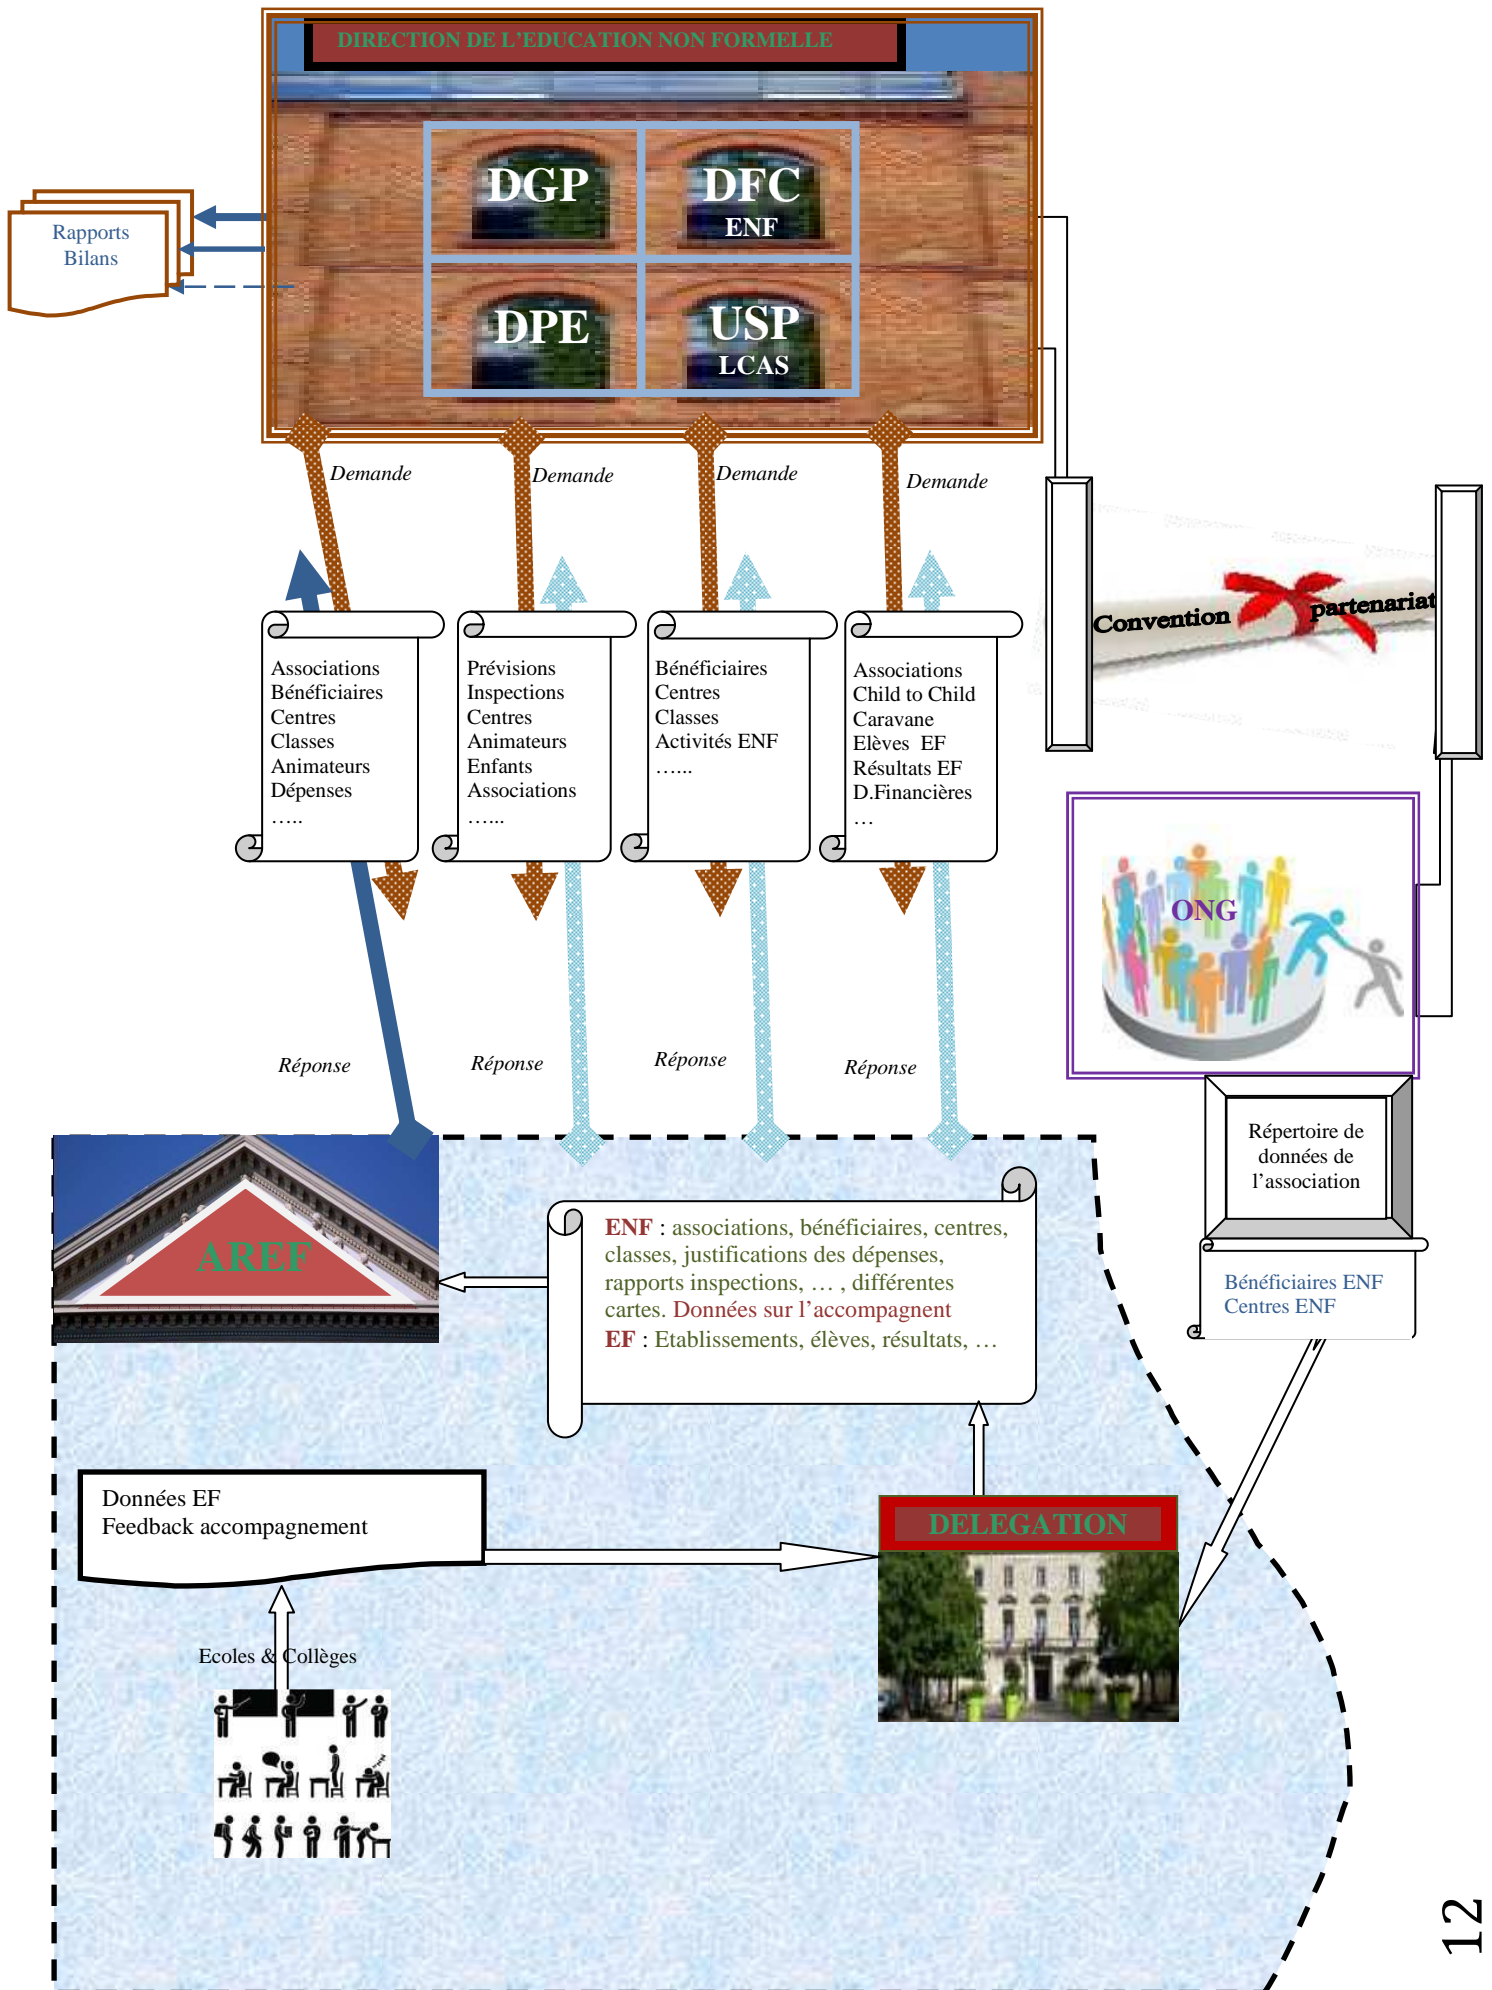 DIRECTION DE L'EDUCATION NON FORMELLE
DGP
DFC
ENF
DPE
USP
LCAS
Rapports
Bilans
Demande
Demande
Demande
Demande
Convention
partenariat
Associations
Bénéficiaires
Centres
Classes
Animateurs
Dépenses
…..
Prévisions
Inspections
Centres
Animateurs
Enfants
Associations
…...
Bénéficiaires
Centres
Classes
Activités ENF
…...
Associations
Child to Child
Caravane
Elèves EF
Résultats EF
D.Financières
…
ONG
Réponse
Réponse
Réponse
Réponse
Répertoire de
données de
l'association
Bénéficiaires ENF
Centres ENF
AREF
ENF : associations, bénéficiaires, centres,
classes, justifications des dépenses,
rapports inspections, … , différentes
cartes. Données sur l'accompagnent
EF : Etablissements, élèves, résultats, …
Données EF
Feedback accompagnement
DELEGATION
Ecoles & Collèges
12